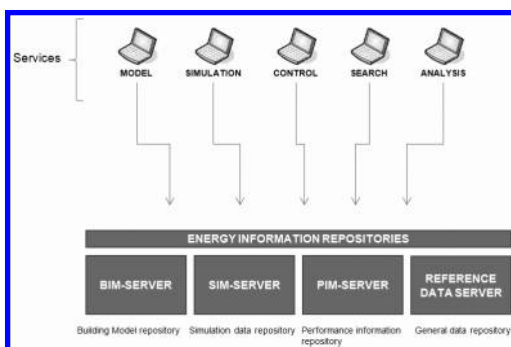 Services
MODEL
SIMULATION
CONTROL
SEARCH
ANALYSIS
ENERGY INFORMATION REPOSITORIES
BIM-SERVER
SIM-SERVER
PIM-SERVER
REFERENCE
DATA SERVER
Building Model repository
Simulation data repository
Performance information
repository
General data repository